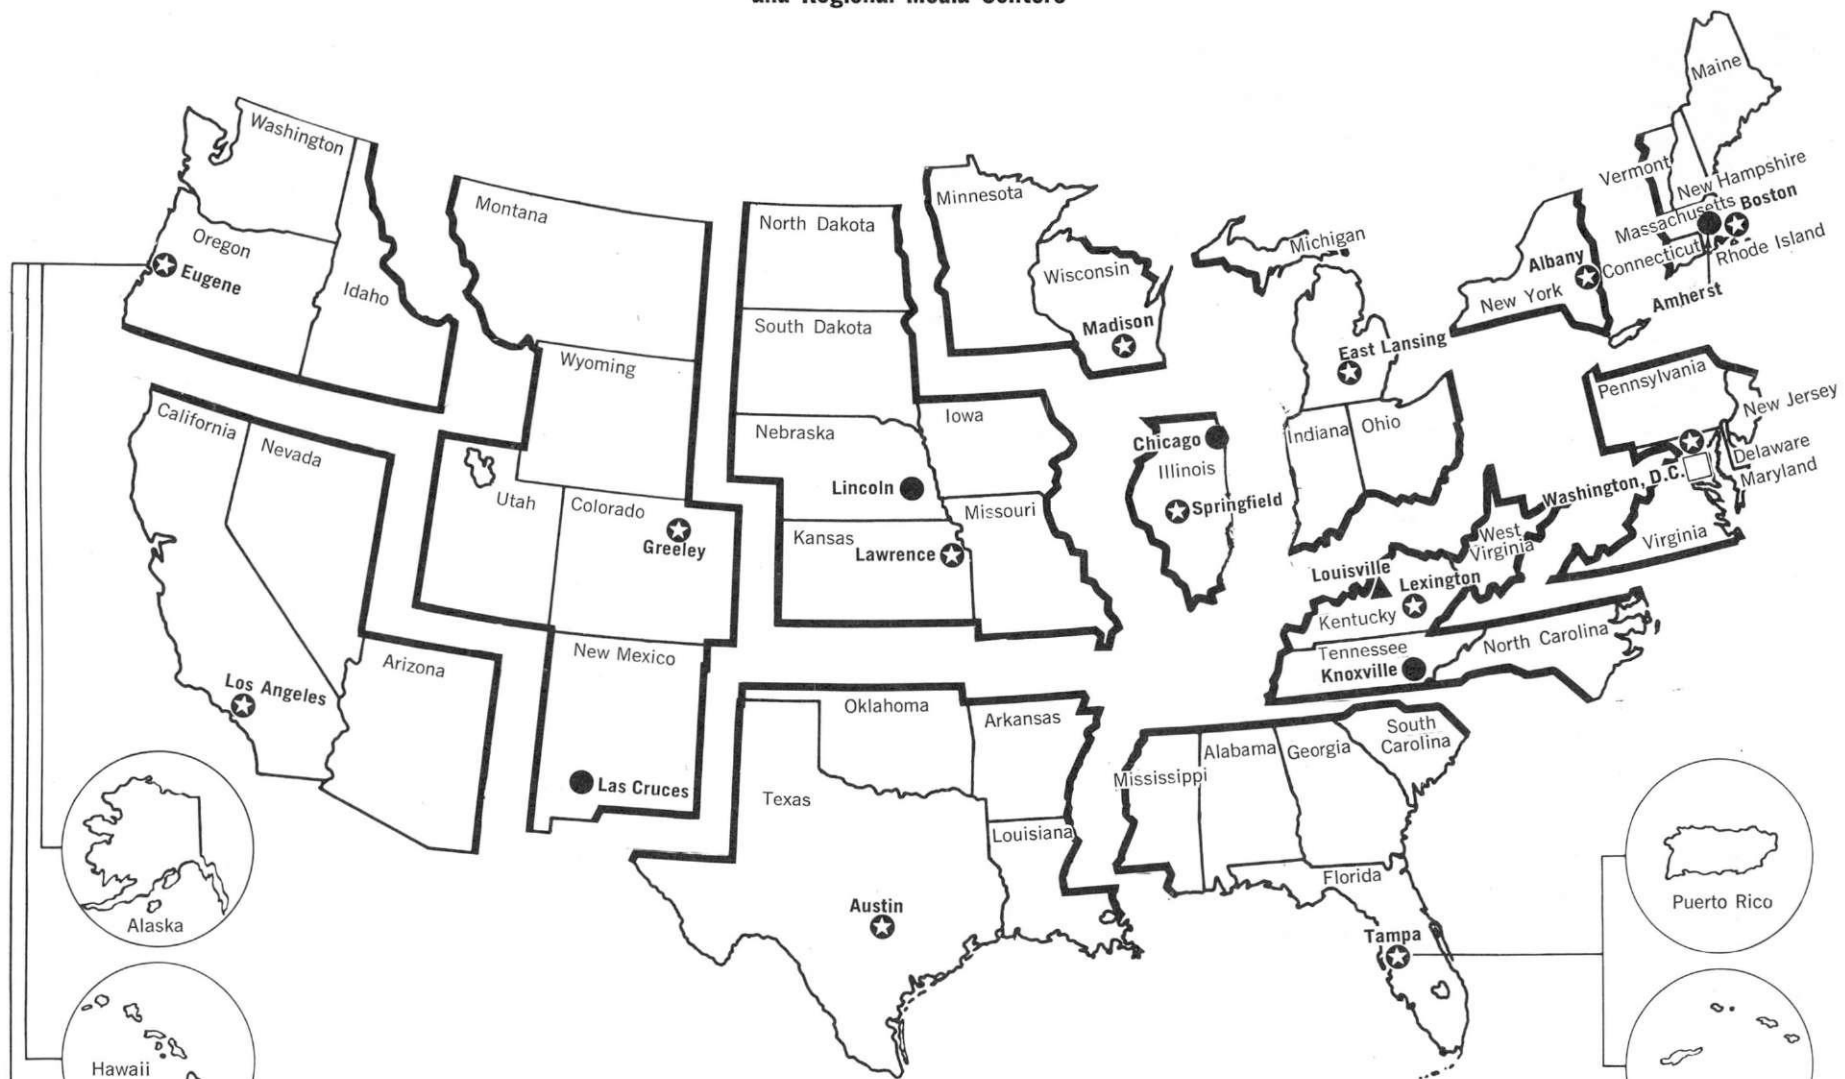 and Regional Media Centers
Maine
Washington
Vermont
New Hampshire
Massachusetts
Boston
Connecticut
Rhode Island
Amherst
Montana
Minnesota
North Dakota
Oregon
Eugene
Idaho
Wisconsin
Michigan
Albany
New York
South Dakota
Madison
East Lansing
Wyoming
Pennsylvania
New Jersey
Delaware
Maryland
Washington, D.C.
California
Nevada
Nebraska
Iowa
Indiana
Ohio
Chicago
Illinois
Springfield
Lincoln
Utah
Colorado
Greeley
Missouri
Kansas
Lawrence
West
Virginia
Virginia
Louisville
Lexington
Kentucky
Tennessee
Knoxville
North Carolina
Arizona
New Mexico
Los Angeles
Oklahoma
Arkansas
South
Carolina
Alabama
Georgia
Mississippi
Las Cruces
Texas
Louisiana
Florida
Austin
Tampa
Puerto Rico
Alaska
Hawaii